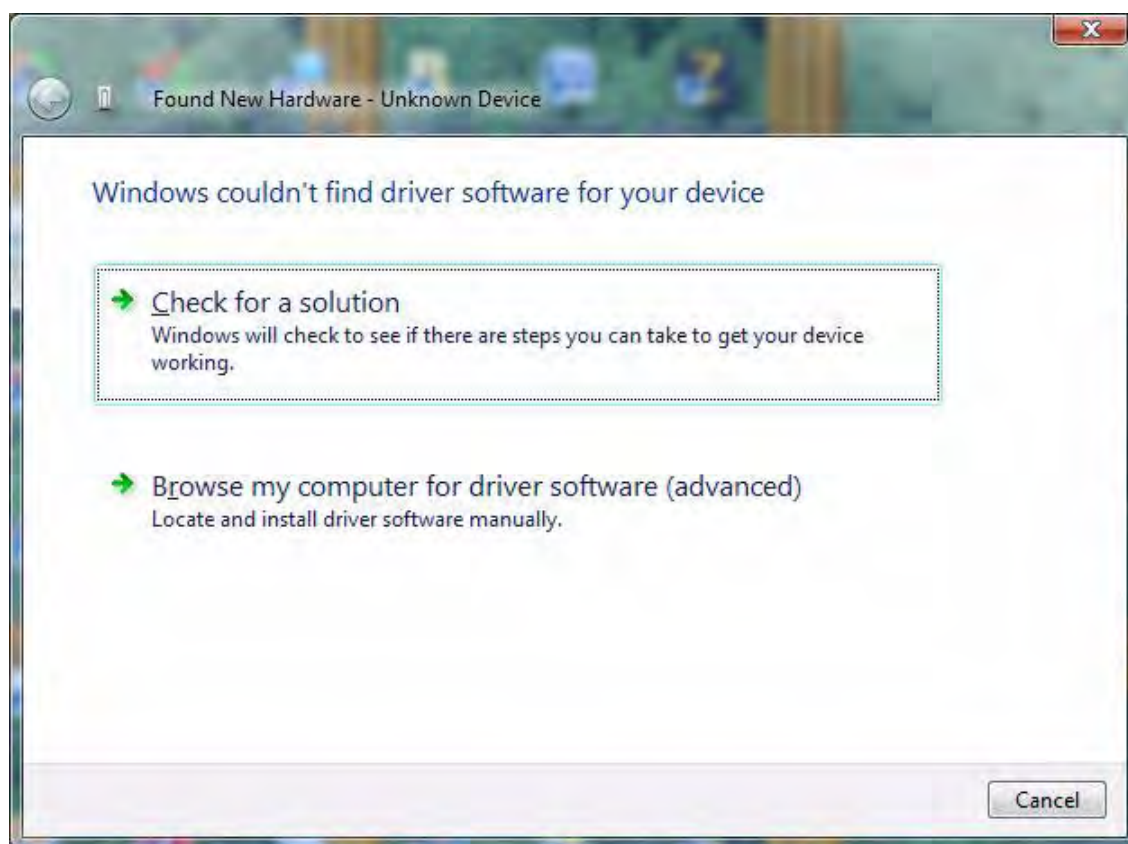 Found New Hardware - Unknown Device
Windows couldn't find driver software for your device
Check for a solution
Windows will check to see if there are steps you can take to get your device
working.
Browse my computer for driver software (advanced)
Locate and install driver software manually.
Cancel